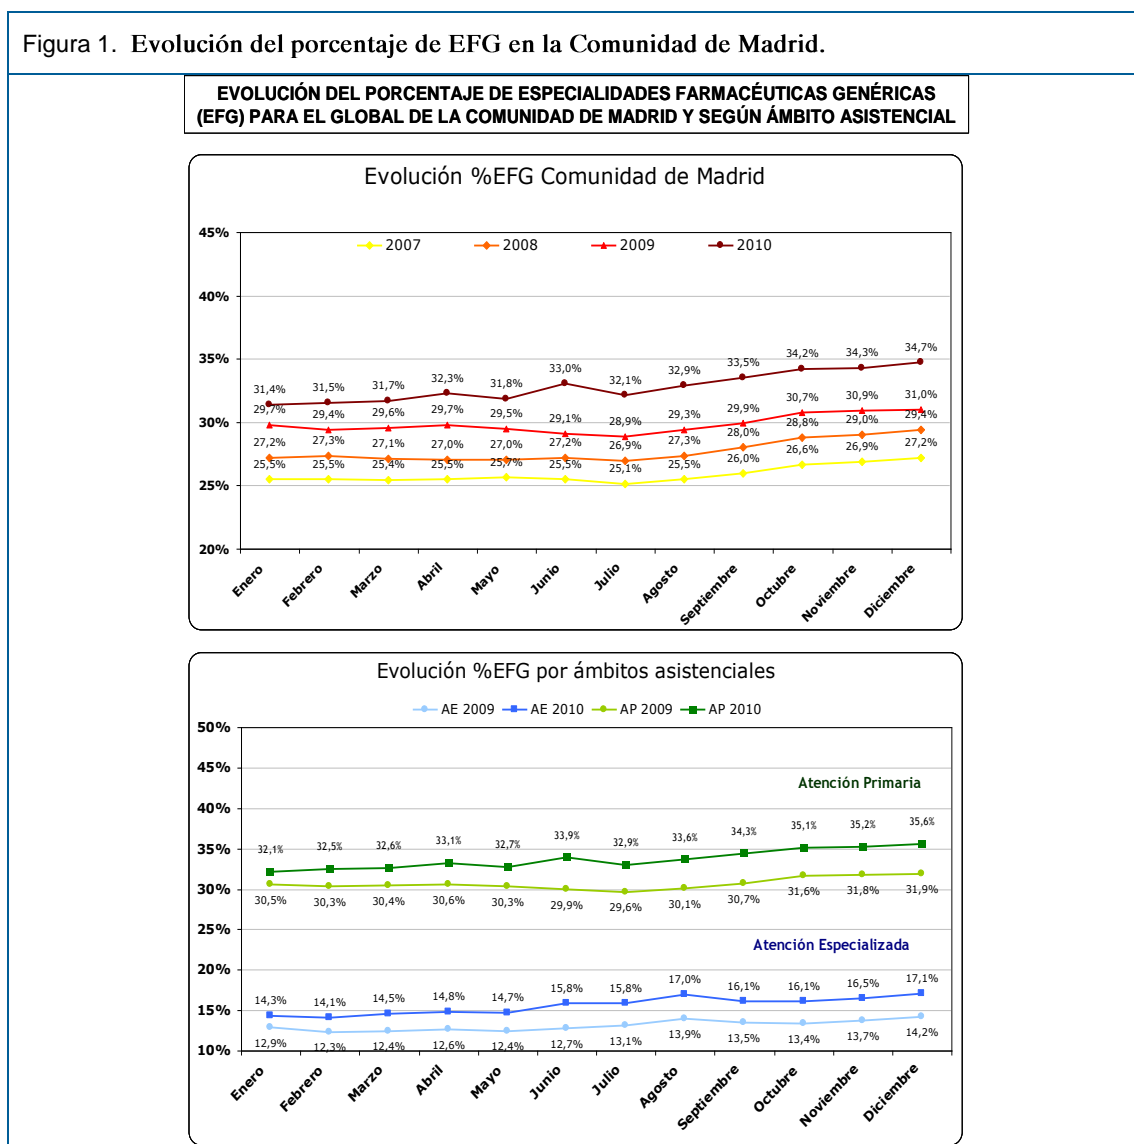 Figura 1. Evolución del porcentaje de EFG en la Comunidad de Madrid.
EVOLUCIÓN DEL PORCENTAJE DE ESPECIALIDADES FARMACÉUTICAS GENÉRICAS
(EFG) PARA EL GLOBAL DE LA COMUNIDAD DE MADRID Y SEGÚN ÁMBITO ASISTENCIAL
Evolución %EFG Comunidad de Madrid
2007 2008 2009 2010
45%
40%
35%
30%
25%
20%
31,4% 31,5% 31,7% 32,3% 31,8% 33,0% 32,1% 32,9% 33,5% 34,2% 34,3% 34,7%
29,7% 29,4% 29,6% 29,7% 29,5% 29,1% 28,9% 29,3% 29,9% 30,7% 30,9% 31,0%
27,2% 27,3% 27,1% 27,0% 27,0% 27,2% 26,9% 27,3% 28,0% 28,8% 29,0% 29,4%
25,5% 25,5% 25,4% 25,5% 25,7% 25,5% 25,1% 25,5% 26,0% 26,6% 26,9% 27,2%
Enero Febrero Marzo Abril Mayo Junio Julio Agosto Septiembre Octubre Noviembre Diciembre
Evolución %EFG por ámbitos asistenciales
AE 2009 AE 2010 AP 2009 AP 2010
50%
45%
40%
35%
30%
25%
20%
15%
10%
Atención Primaria
32,1% 32,5% 32,6% 33,1% 32,7% 33,9% 32,9% 33,6% 34,3% 35,1% 35,2% 35,6%
30,5% 30,3% 30,4% 30,6% 30,3% 29,9% 29,6% 30,1% 30,7% 31,6% 31,8% 31,9%
Atención Especializada
14,3% 14,1% 14,5% 14,8% 14,7% 15,8% 15,8% 17,0% 16,1% 16,1% 16,5% 17,1%
12,9% 12,3% 12,4% 12,6% 12,4% 12,7% 13,1% 13,9% 13,5% 13,4% 13,7% 14,2%
Enero Febrero Marzo Abril Mayo Junio Julio Agosto Septiembre Octubre Noviembre Diciembre